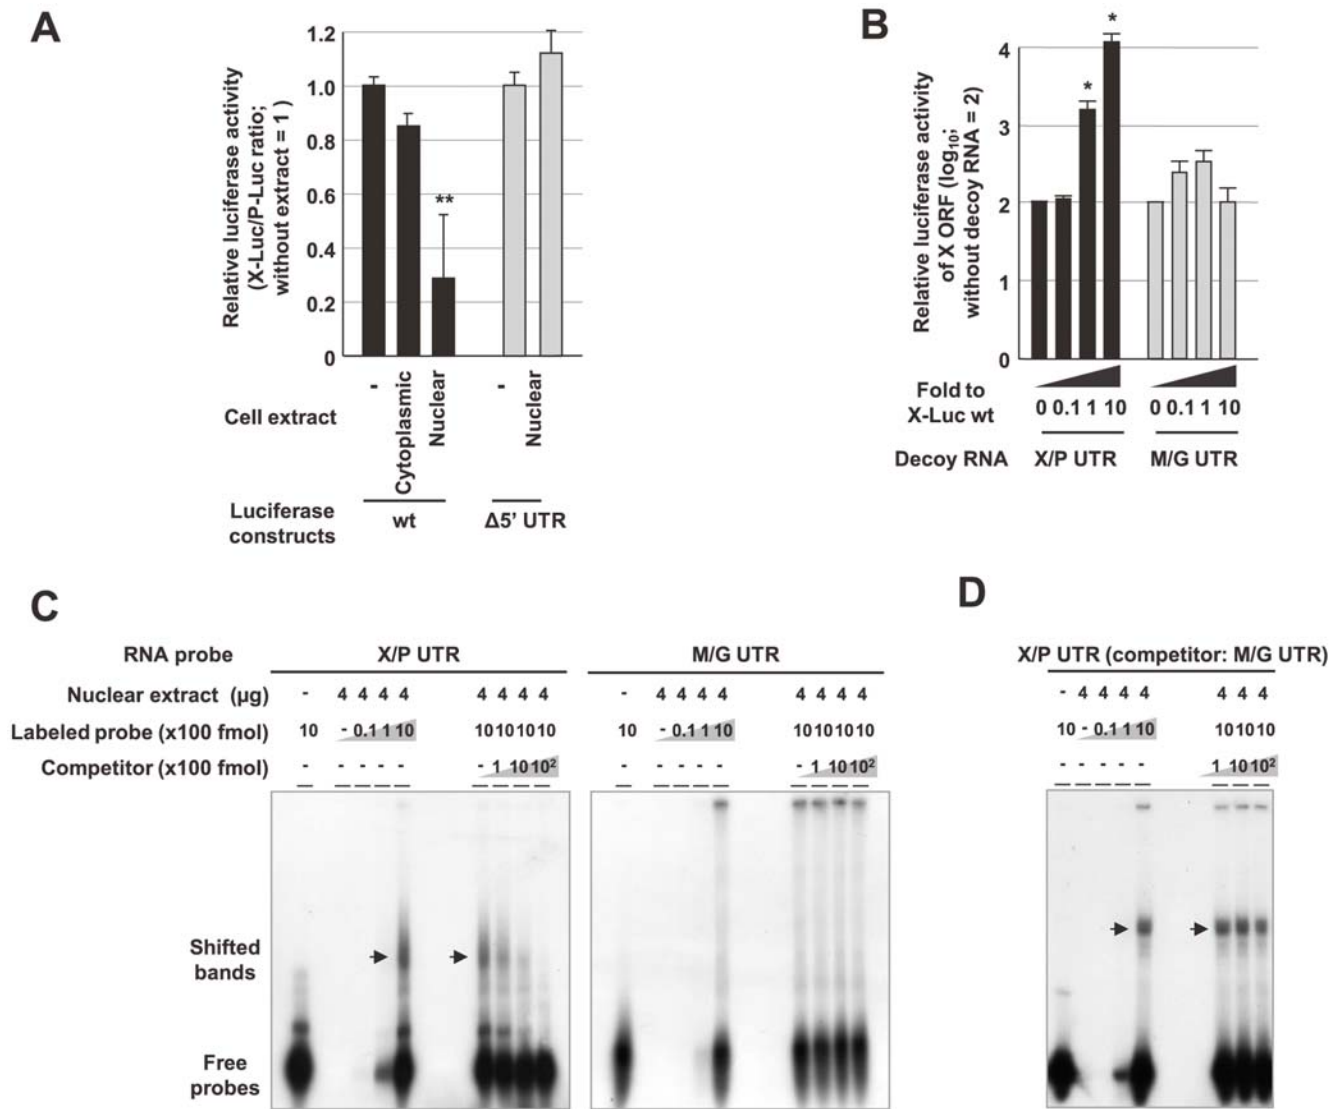 A
Relative luciferase activity
(X-Luc/P-Luc ratio;
without extract = 1 )
1.2
1.0
0.8
0.6
0.4
0.2
0
**
Cell extract
-
Cytoplasmic
Nuclear
-
Nuclear
Luciferase
constructs
wt
Δ5' UTR
B
Relative luciferase activity
of X ORF (log10;
without decoy RNA = 2)
4
3
2
1
0
*
*
Fold to
X-Luc wt
0 0.1 1 10 0 0.1 1 10
Decoy RNA
X/P UTR
M/G UTR
C
RNA probe
X/P UTR
M/G UTR
Nuclear extract (μg) - 4 4 4 4 4 4 4 4 - 4 4 4 4 4 4 4 4
Labeled probe (x100 fmol) 10 - 0.1 1 10 10 10 10 10 10 - 0.1 1 10 10 10 10 10
Competitor (x100 fmol) - - - - - - 1 10 10² - - - - - - 1 10 10²
Shifted
bands
Free
probes
D
X/P UTR (competitor: M/G UTR)
- 4 4 4 4 4 4 4
10 - 0.1 1 10 10 10 10
- - - - - 1 10 10²